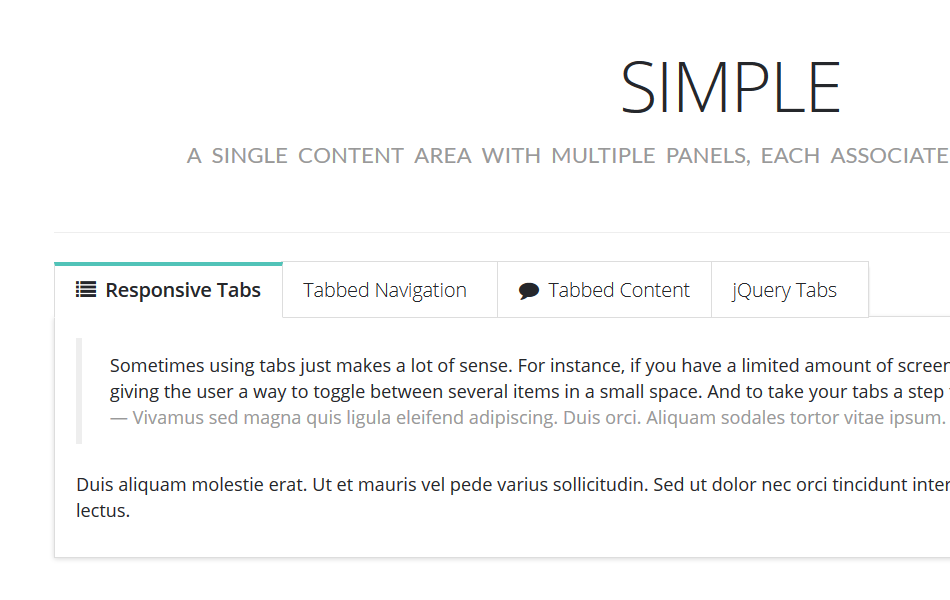 SIMPLE
A SINGLE CONTENT AREA WITH MULTIPLE PANELS, EACH ASSOCIATE
Responsive Tabs
Tabbed Navigation
Tabbed Content
jQuery Tabs
Sometimes using tabs just makes a lot of sense. For instance, if you have a limited amount of screen
giving the user a way to toggle between several items in a small space. And to take your tabs a step
— Vivamus sed magna quis ligula eleifend adipiscing. Duis orci. Aliquam sodales tortor vitae ipsum.
Duis aliquam molestie erat. Ut et mauris vel pede varius sollicitudin. Sed ut dolor nec orci tincidunt inter
lectus.